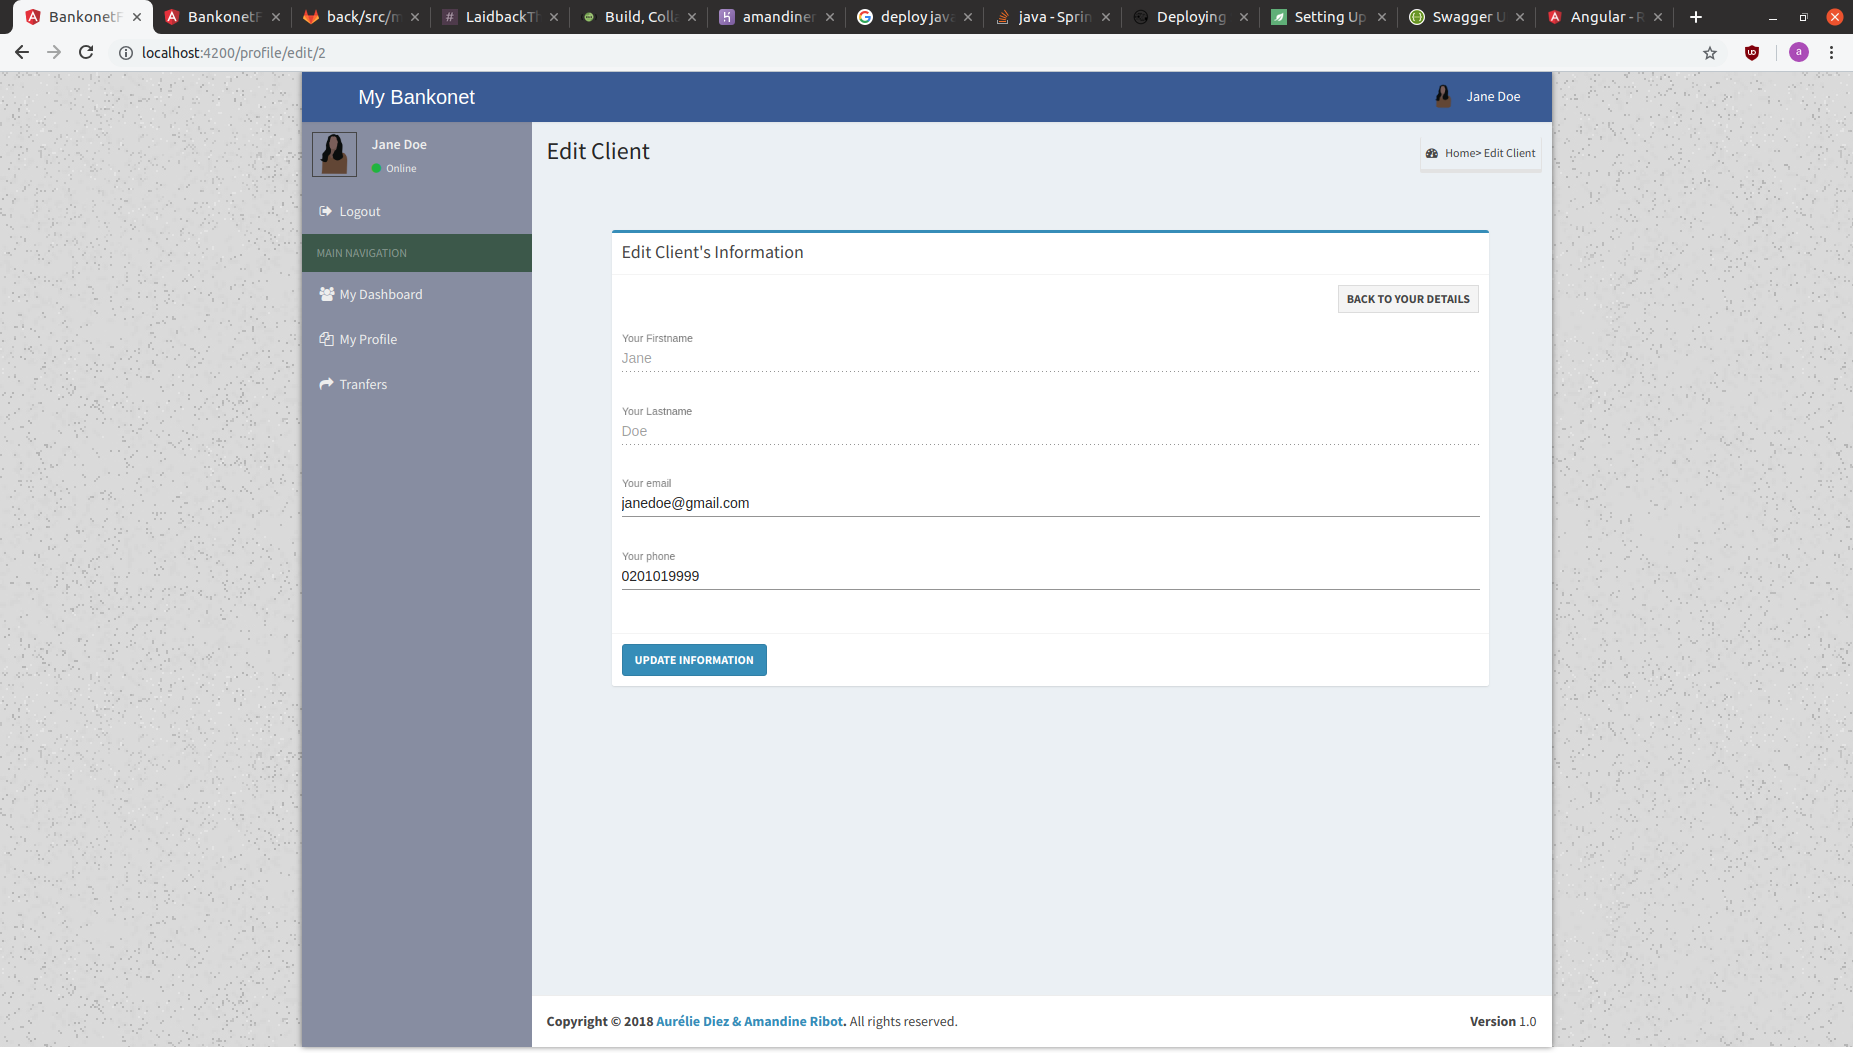 BankonetF
BankonetF
back/src/m
LaidbackTh
Build, Colla
amandiner
deploy java
java - Sprin
Deploying
Setting Up
Swagger U
Angular - R
localhost:4200/profile/edit/2
a
My Bankonet
Jane Doe
Jane Doe
Online
Logout
MAIN NAVIGATION
My Dashboard
My Profile
Tranfers
Edit Client
Home> Edit Client
Edit Client's Information
BACK TO YOUR DETAILS
Your Firstname
Jane
Your Lastname
Doe
Your email
janedoe@gmail.com
Your phone
0201019999
UPDATE INFORMATION
Copyright © 2018 Aurélie Diez & Amandine Ribot. All rights reserved.
Version 1.0